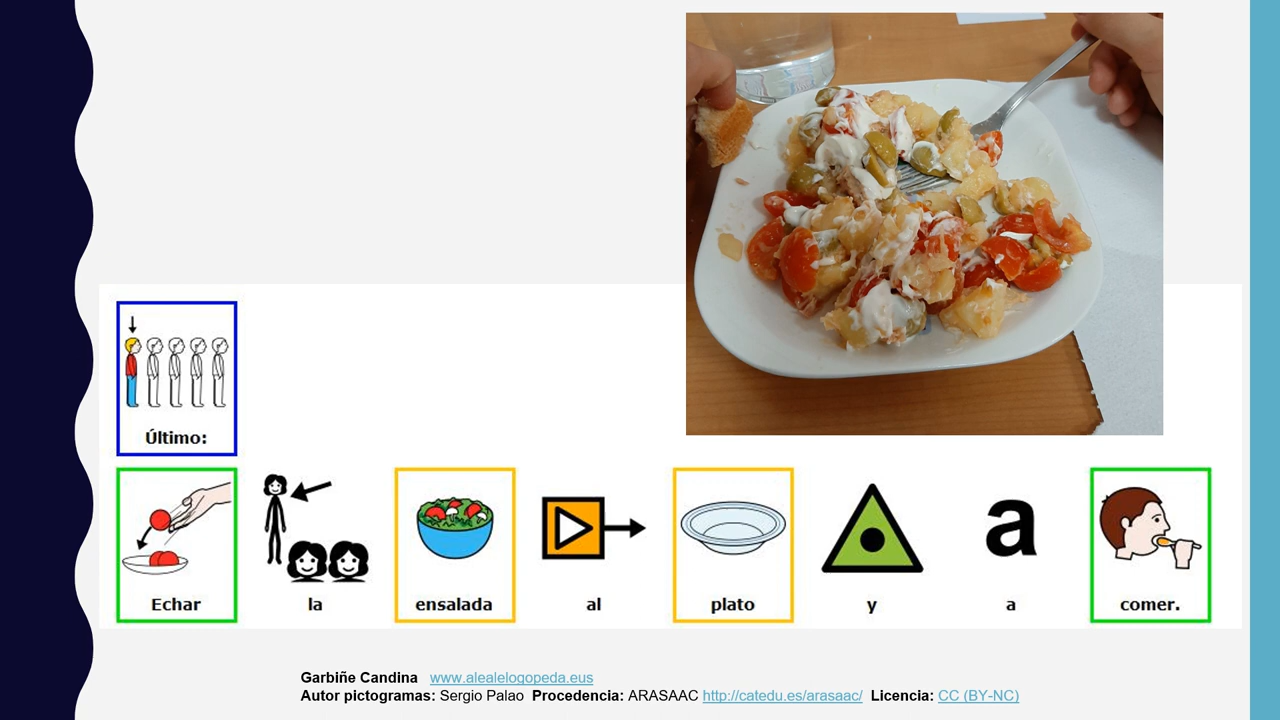 Último:
Echar la ensalada al plato y a comer.
a
Garbiñe Candina www.alealelogopeda.eus
Autor pictogramas: Sergio Palao Procedencia: ARASAAC http://catedu.es/arasaac/ Licencia: CC (BY-NC)